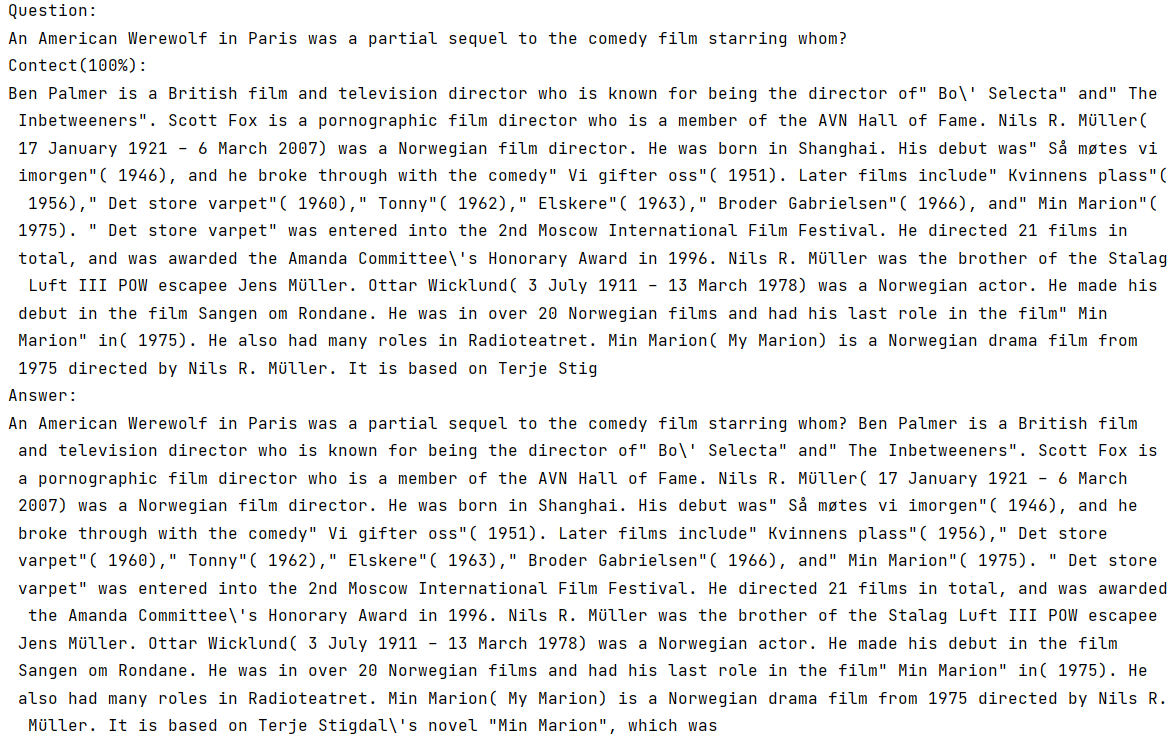 Question:
An American Werewolf in Paris was a partial sequel to the comedy film starring whom?
Contect(100%):
Ben Palmer is a British film and television director who is known for being the director of" Bo\' Selecta" and" The
Inbetweeners". Scott Fox is a pornographic film director who is a member of the AVN Hall of Fame. Nils R. Müller(
17 January 1921 – 6 March 2007) was a Norwegian film director. He was born in Shanghai. His debut was" Så møtes vi
imorgen"( 1946), and he broke through with the comedy" Vi gifter oss"( 1951). Later films include" Kvinnens plass"(
1956)," Det store varpet"( 1960)," Tonny"( 1962)," Elskere"( 1963)," Broder Gabrielsen"( 1966), and" Min Marion"(
1975). " Det store varpet" was entered into the 2nd Moscow International Film Festival. He directed 21 films in
total, and was awarded the Amanda Committee\'s Honorary Award in 1996. Nils R. Müller was the brother of the Stalag
Luft III POW escapee Jens Müller. Ottar Wicklund( 3 July 1911 – 13 March 1978) was a Norwegian actor. He made his
debut in the film Sangen om Rondane. He was in over 20 Norwegian films and had his last role in the film" Min
Marion" in( 1975). He also had many roles in Radioteatret. Min Marion( My Marion) is a Norwegian drama film from
1975 directed by Nils R. Müller. It is based on Terje Stig
Answer:
An American Werewolf in Paris was a partial sequel to the comedy film starring whom? Ben Palmer is a British film
and television director who is known for being the director of" Bo\' Selecta" and" The Inbetweeners". Scott Fox is
a pornographic film director who is a member of the AVN Hall of Fame. Nils R. Müller( 17 January 1921 – 6 March
2007) was a Norwegian film director. He was born in Shanghai. His debut was" Så møtes vi imorgen"( 1946), and he
broke through with the comedy" Vi gifter oss"( 1951). Later films include" Kvinnens plass"( 1956)," Det store
varpet"( 1960)," Tonny"( 1962)," Elskere"( 1963)," Broder Gabrielsen"( 1966), and" Min Marion"( 1975). " Det store
varpet" was entered into the 2nd Moscow International Film Festival. He directed 21 films in total, and was awarded
the Amanda Committee\'s Honorary Award in 1996. Nils R. Müller was the brother of the Stalag Luft III POW escapee
Jens Müller. Ottar Wicklund( 3 July 1911 – 13 March 1978) was a Norwegian actor. He made his debut in the film
Sangen om Rondane. He was in over 20 Norwegian films and had his last role in the film" Min Marion" in( 1975). He
also had many roles in Radioteatret. Min Marion( My Marion) is a Norwegian drama film from 1975 directed by Nils R.
Müller. It is based on Terje Stigdal\'s novel "Min Marion", which was